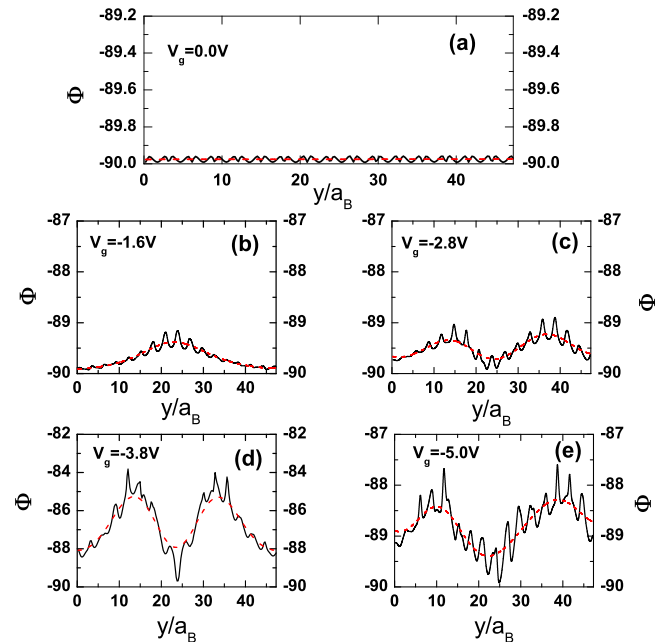 (a)
V_g=0.0V
-89.2 -89.2
-89.4 -89.4
-89.6 -89.6
-89.8 -89.8
-90.0 -90.0
Φ Φ
0 10 20 30 40
y/a_B
(b) (c)
V_g=-1.6V V_g=-2.8V
-87 -87 -87 -87
-88 -88 -88 -88
-89 -89 -89 -89
-90 -90 -90 -90
Φ Φ
0 10 20 30 40 0 10 20 30 40
y/a_B y/a_B
(d) (e)
V_g=-3.8V V_g=-5.0V
-82 -82 -87 -87
-84 -84 -88 -88
-86 -86 -89 -89
-88 -88 -90 -90
-90 -90
Φ Φ
0 10 20 30 40 0 10 20 30 40
y/a_B y/a_B